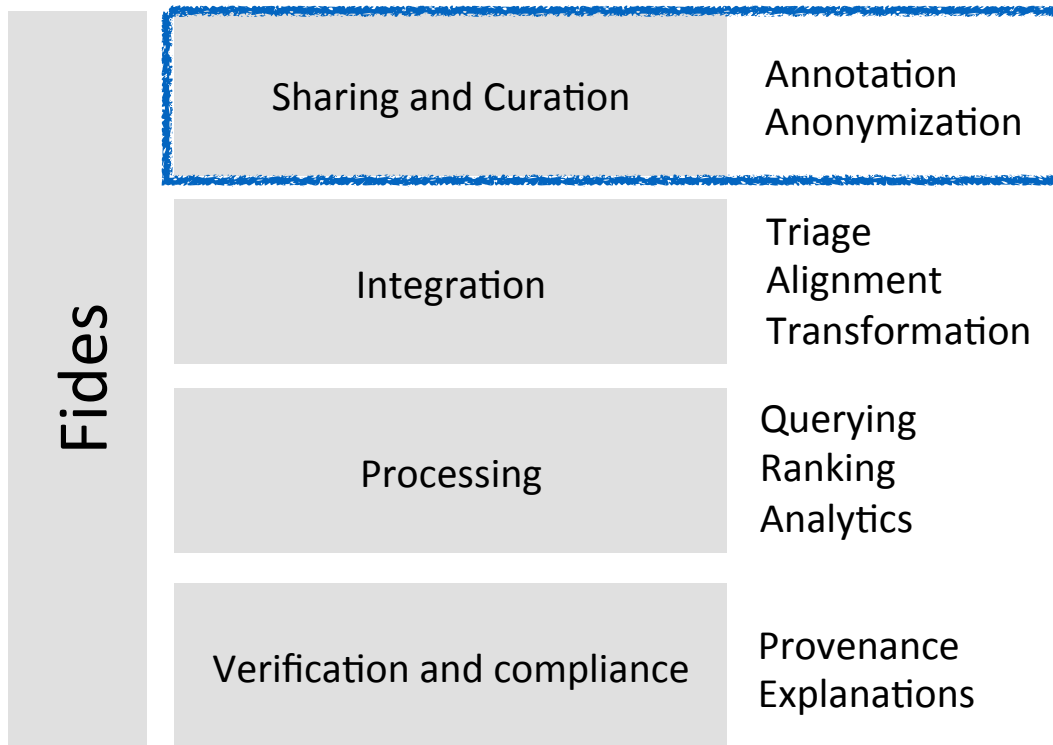 Fides
Sharing and Curation
Annotation
Anonymization
Integration
Triage
Alignment
Transformation
Processing
Querying
Ranking
Analytics
Verification and compliance
Provenance
Explanations